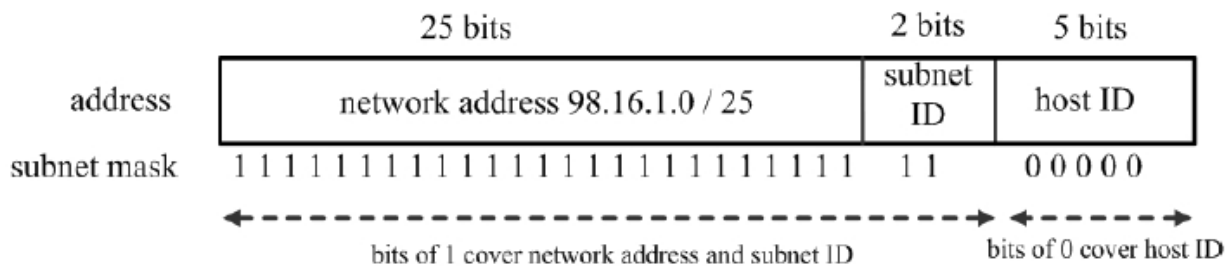 25 bits 2 bits 5 bits
address network address 98.16.1.0 / 25 subnet ID host ID
subnet mask 1 1 1 1 1 1 1 1 1 1 1 1 1 1 1 1 1 1 1 1 1 1 1 1 1 1 1 0 0 0 0 0
bits of 1 cover network address and subnet ID bits of 0 cover host ID